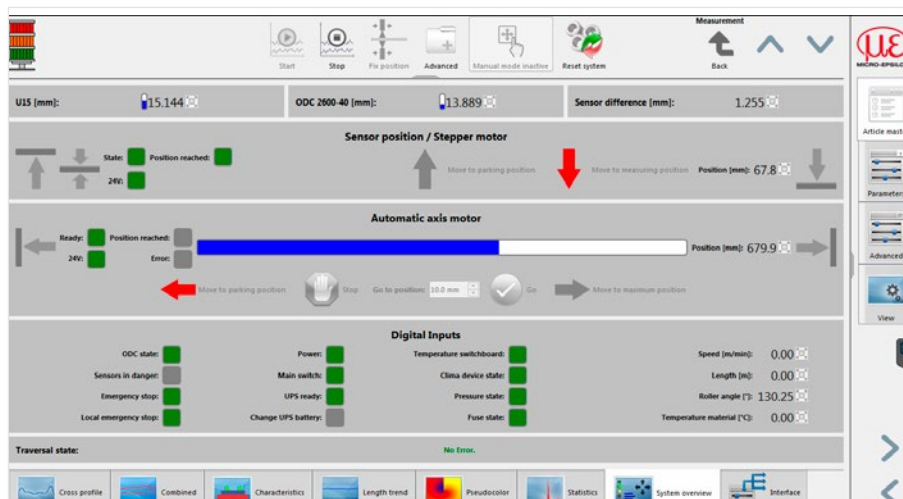 Measurement
Start
Stop
Fix position
Advanced
Manual mode inactive
Reset system
Back
µε
MICRO-EPSILON
U15 [mm]: 15.144
ODC 2600-40 [mm]: 13.889
Sensor difference [mm]: 1.255
Article mast
Sensor position / Stepper motor
State:
Position reached:
24V:
Move to parking position
Move to measuring position
Position [mm]: 67.8
Parameter
Automatic axis motor
Ready:
Position reached:
24V:
Error:
Position [mm]: 679.9
Advanced
Move to parking position
Stop
Go to position: 10.0 mm
Go
Move to maximum position
View
Digital Inputs
ODC state:
Power:
Temperature switchboard:
Speed [m/min]: 0.00
Sensors in danger:
Main switch:
Clima device state:
Length [m]: 0.00
Emergency stop:
UPS ready:
Pressure state:
Roller angle [°]: 130.25
Local emergency stop:
Change UPS battery:
Fuse state:
Temperature material [°C]: 0.00
Traversal state:
No Error.
Cross profile
Combined
Characteristics
Length trend
Pseudocolor
Statistics
System overview
Interface